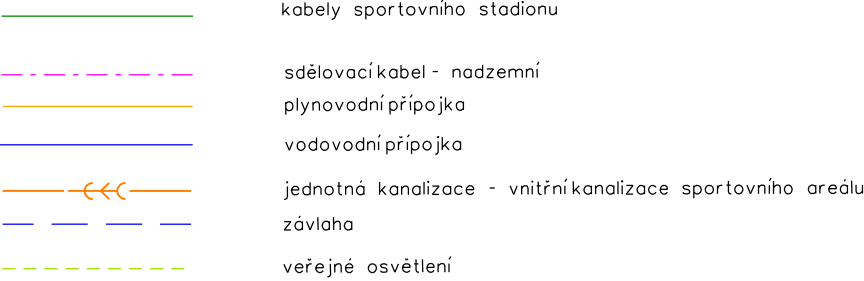 kabely sportovního stadionu
sdělovací kabel - nadzemní
plynovodní přípojka
vodovodní přípojka
jednotná kanalizace - vnitřní kanalizace sportovního areálu
závlaha
veřejné osvětlení